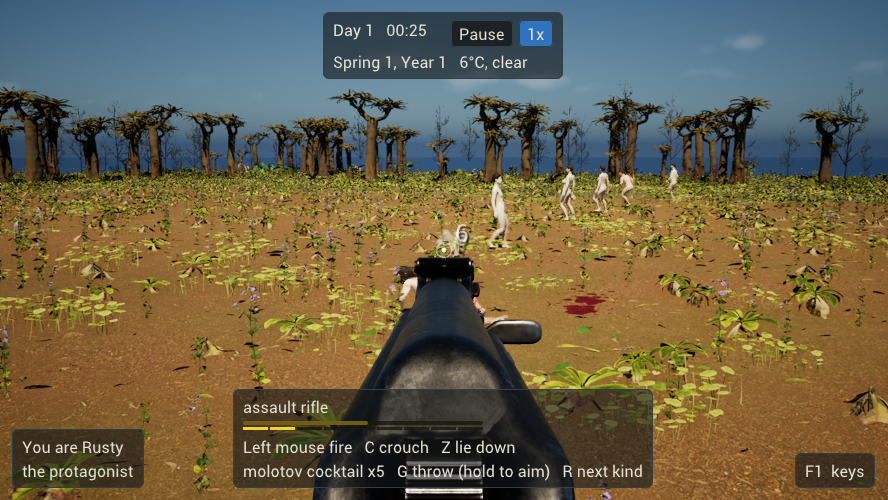 Day 1 00:25 Pause 1x
Spring 1, Year 1 6°C, clear
assault rifle
Left mouse fire C crouch Z lie down
molotov cocktail x5 G throw (hold to aim) R next kind
You are Rusty
the protagonist
F1 keys